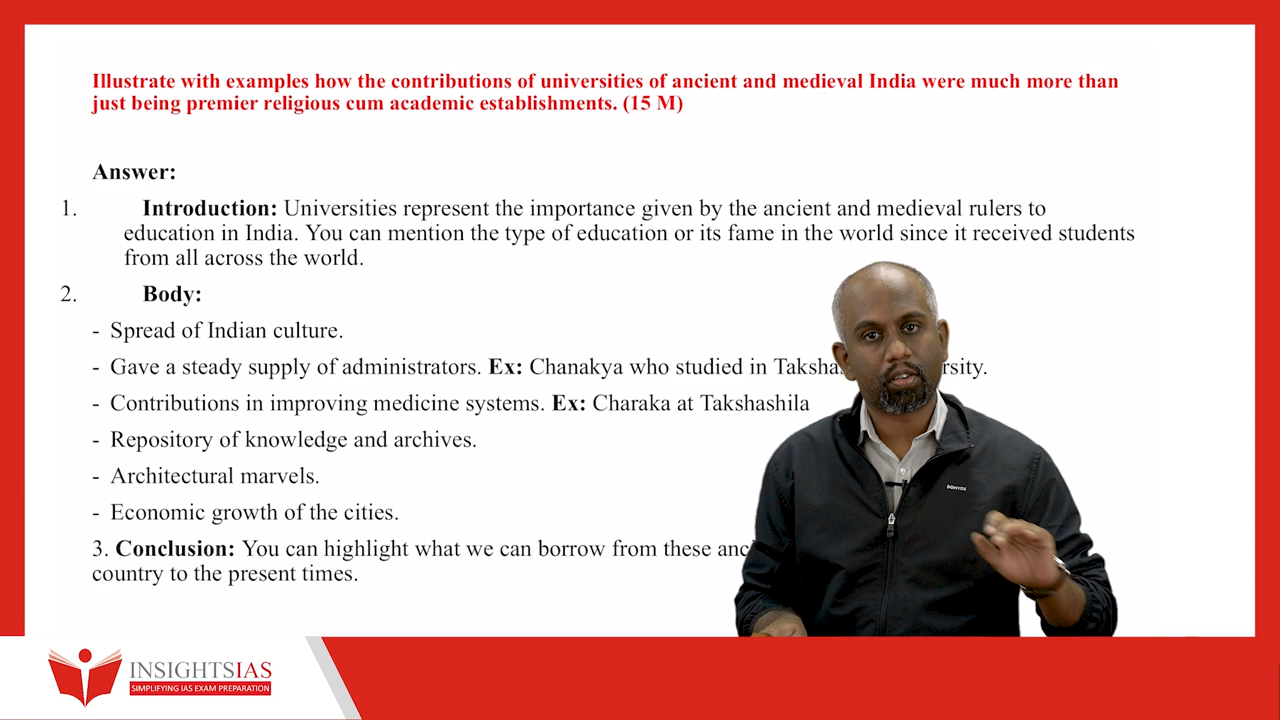 Illustrate with examples how the contributions of universities of ancient and medieval India were much more than
just being premier religious cum academic establishments. (15 M)
Answer:
1. Introduction: Universities represent the importance given by the ancient and medieval rulers to
education in India. You can mention the type of education or its fame in the world since it received students
from all across the world.
2. Body:
- Spread of Indian culture.
- Gave a steady supply of administrators. Ex: Chanakya who studied in
- Contributions in improving medicine systems. Ex: Charaka at Takshashila
- Repository of knowledge and archives.
- Architectural marvels.
- Economic growth of the cities.
3. Conclusion: You can highlight what we can borrow from these
country to the present times.
DOMYOS
INSIGHTSIAS
SIMPLIFYING IAS EXAM PREPARATION